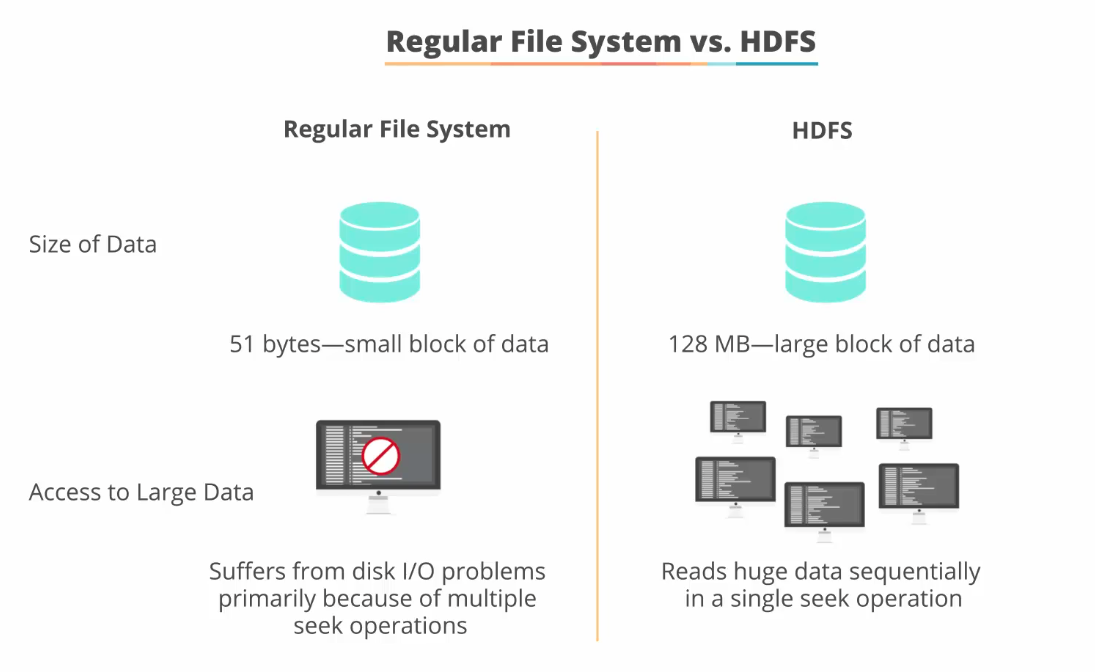 Regular File System vs. HDFS
Regular File System
HDFS
Size of Data
51 bytes—small block of data
128 MB—large block of data
Access to Large Data
Suffers from disk I/O problems
primarily because of multiple
seek operations
Reads huge data sequentially
in a single seek operation